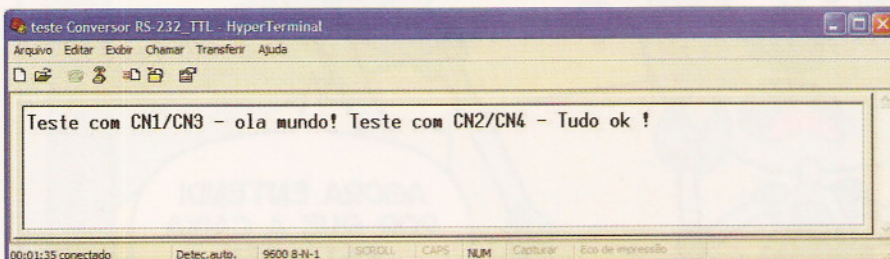 teste Conversor RS-232_TTL - HyperTerminal
Arquivo Editar Exibir Chamar Transferir Ajuda
Teste com CN1/CN3 - ola mundo! Teste com CN2/CN4 - Tudo ok !
00:01:35 conectado Detec.auto. 9600 8-N-1 SCROLL CAPS NUM Capturar Eco de impressão